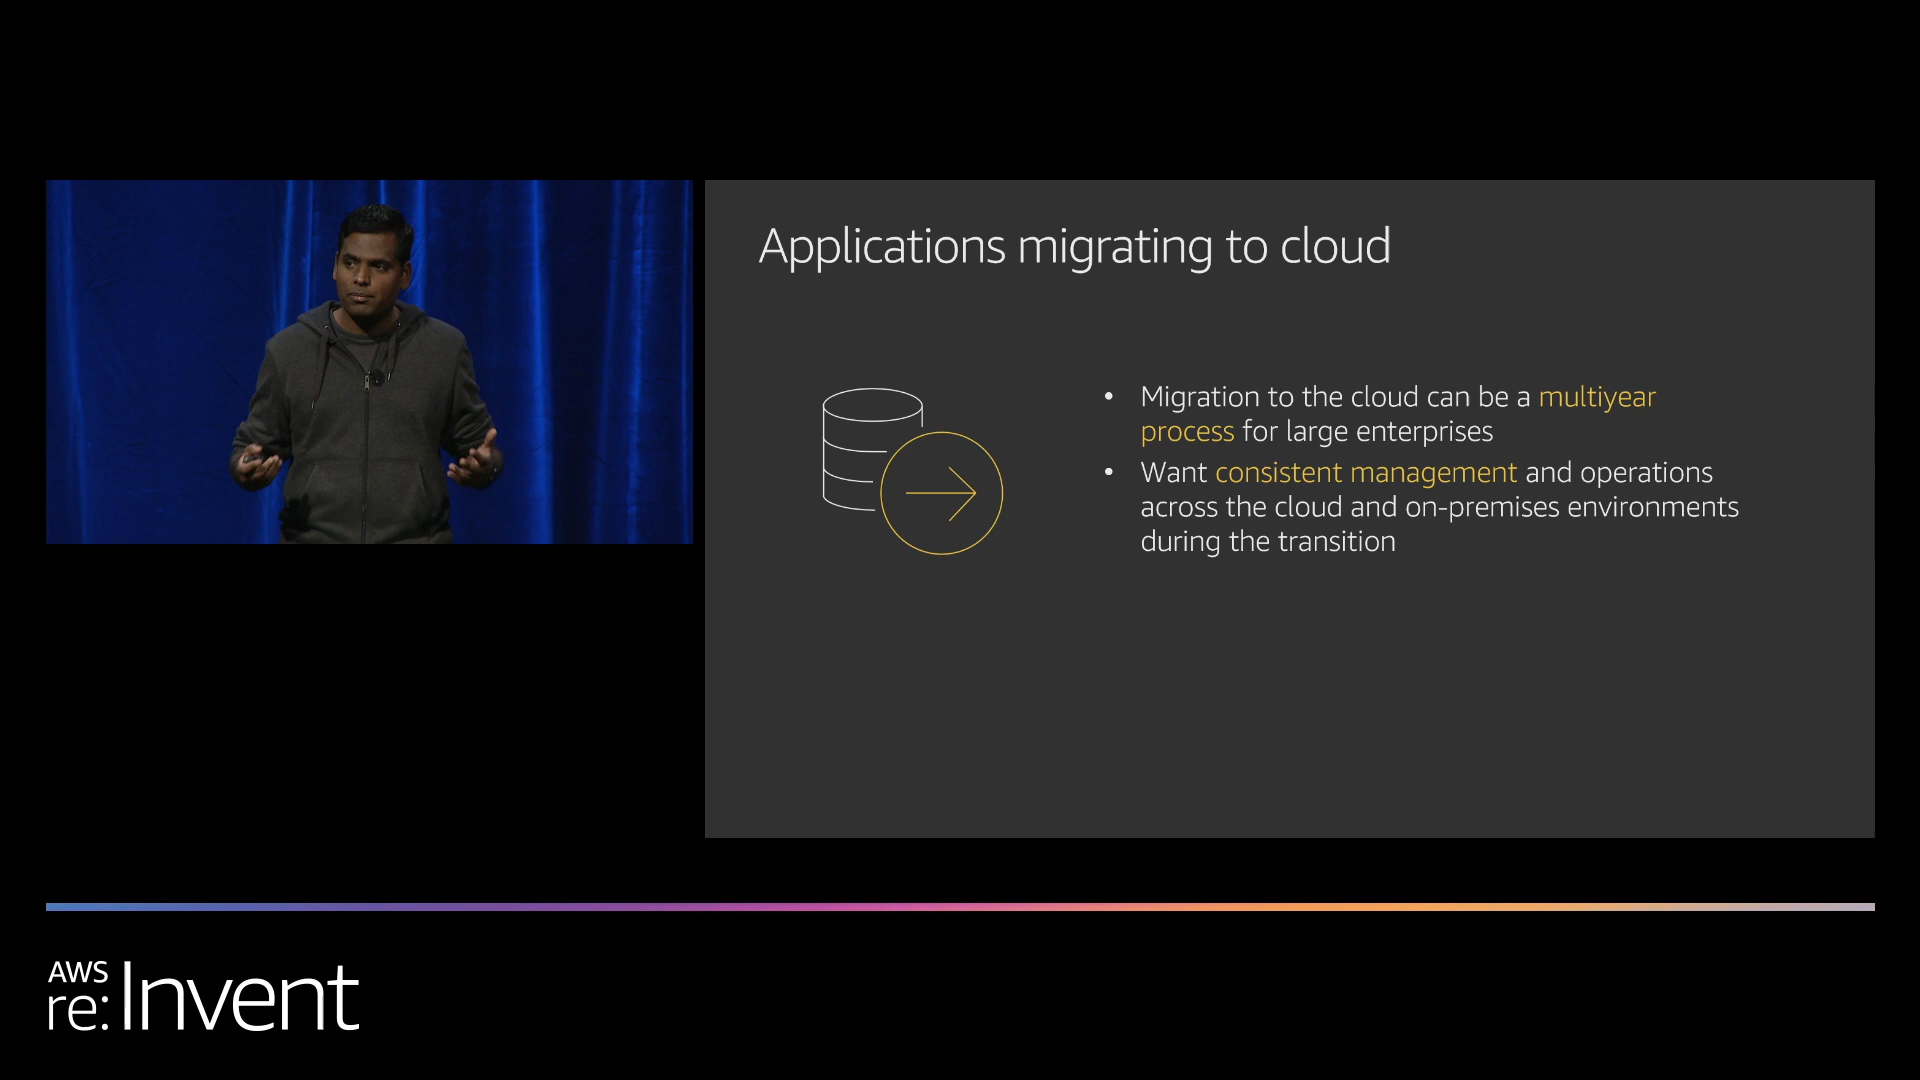 Applications migrating to cloud
• Migration to the cloud can be a multiyear
process for large enterprises
• Want consistent management and operations
across the cloud and on-premises environments
during the transition
AWS
re:Invent